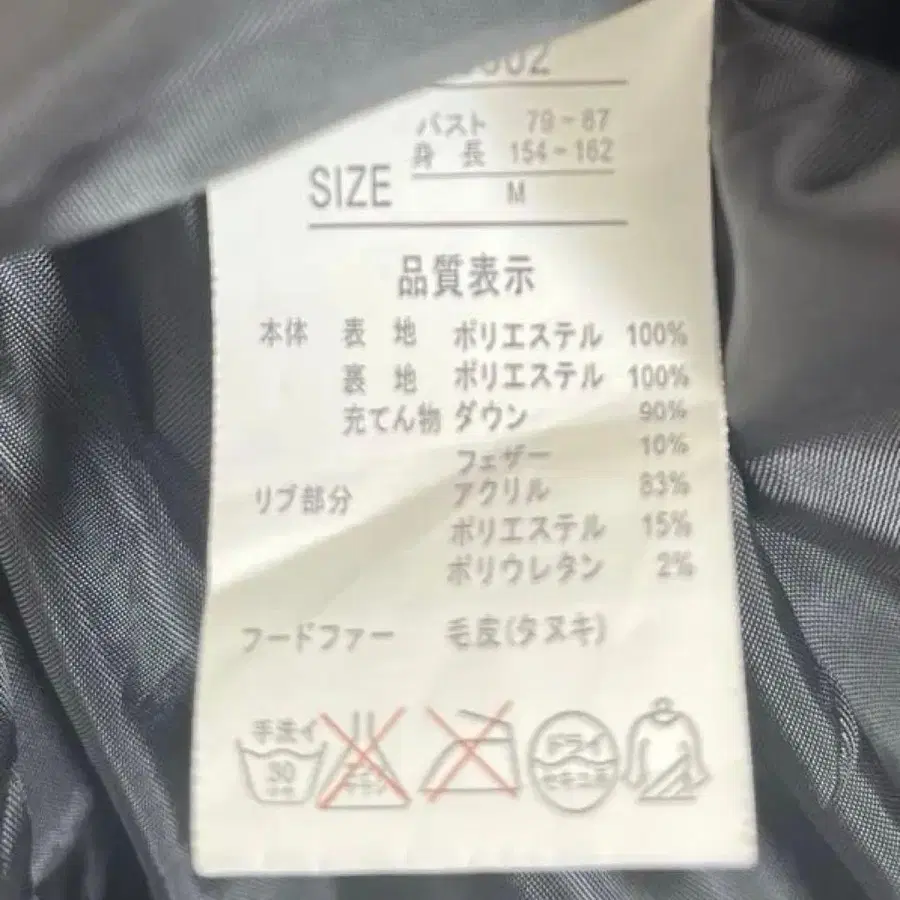 バスト 79~87
身長 154~162
SIZE M
品質表示
本体 表地 ポリエステル 100%
裏地 ポリエステル 100%
充てん物 ダウン 90%
フェザー 10%
リブ部分 アクリル 83%
ポリエステル 15%
ポリウレタン 2%
フードファー 毛皮(タヌキ)
手洗イ 30
ドライ
セキユ系